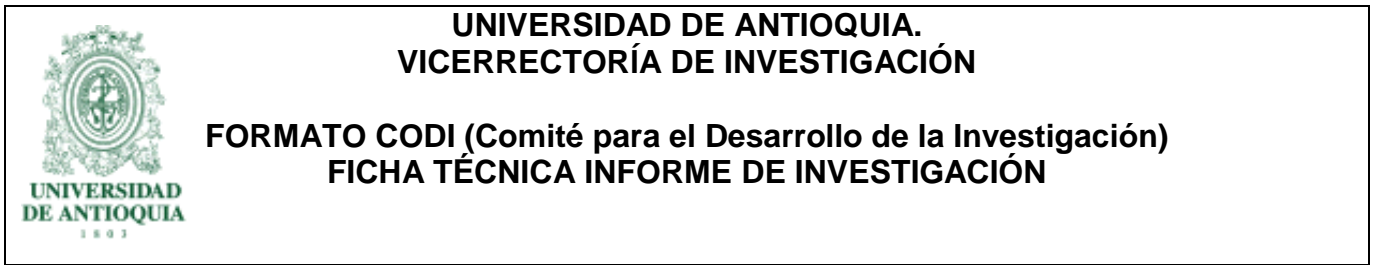 UNIVERSIDAD DE ANTIOQUIA.
VICERRECTORÍA DE INVESTIGACIÓN
FORMATO CODI (Comité para el Desarrollo de la Investigación)
FICHA TÉCNICA INFORME DE INVESTIGACIÓN
UNIVERSIDAD
DE ANTIOQUIA
1803